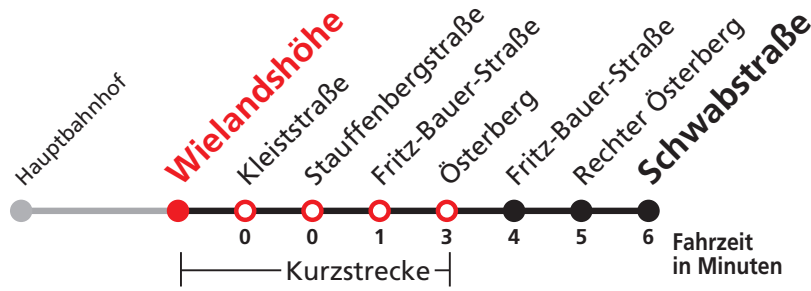 Hauptbahnhof
Wielandshöhe
Kleiststraße
Stauffenbergstraße
Fritz-Bauer-Straße
Österberg
Fritz-Bauer-Straße
Rechter Österberg
Schwabstraße
0 0 1 3 4 5 6
Fahrzeit
in Minuten
Kurzstrecke